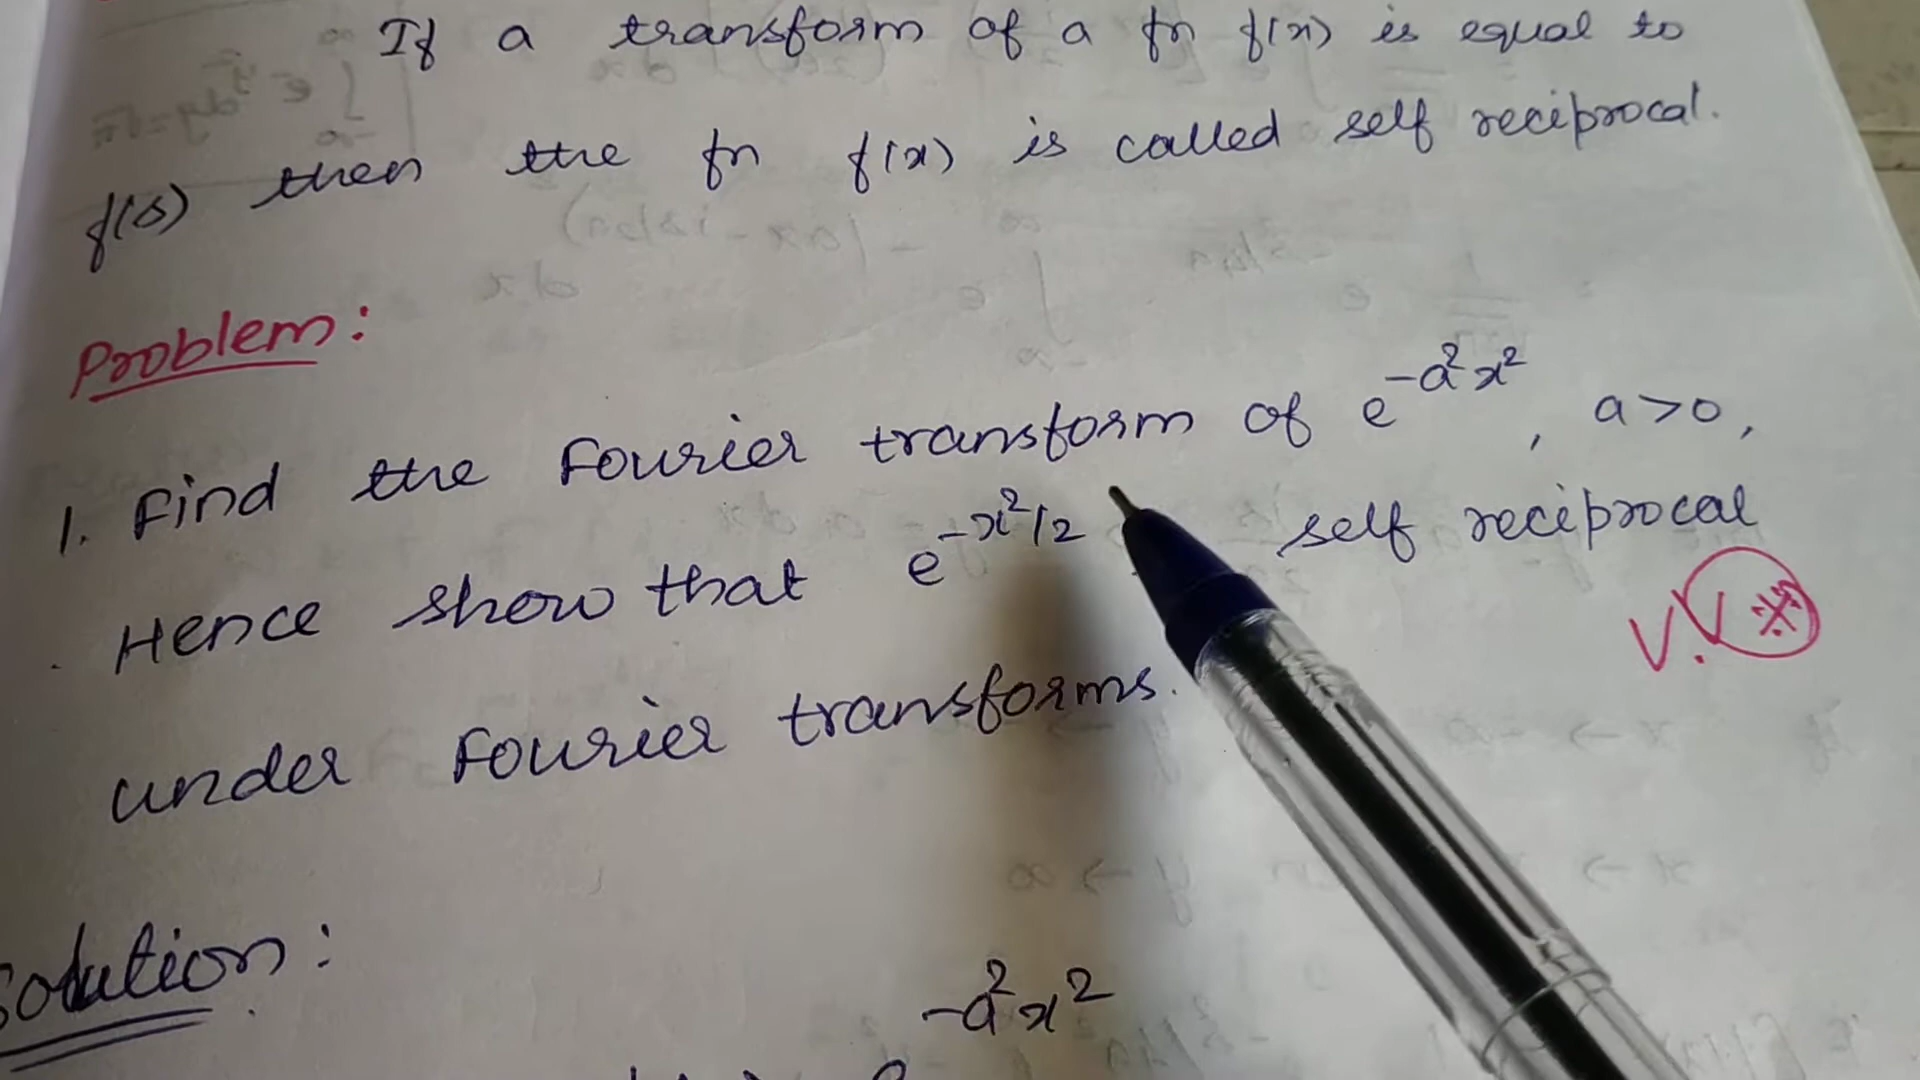 If a transform of a fn f(x) is equal to
f(s) then the fn f(x) is called self reciprocal.
Problem:
1. Find the Fourier transform of e^{-a²x²}, a>0,
Hence show that e^{-x²/2} self reciprocal
V.V
under Fourier transforms.
Solution:
-a²x²